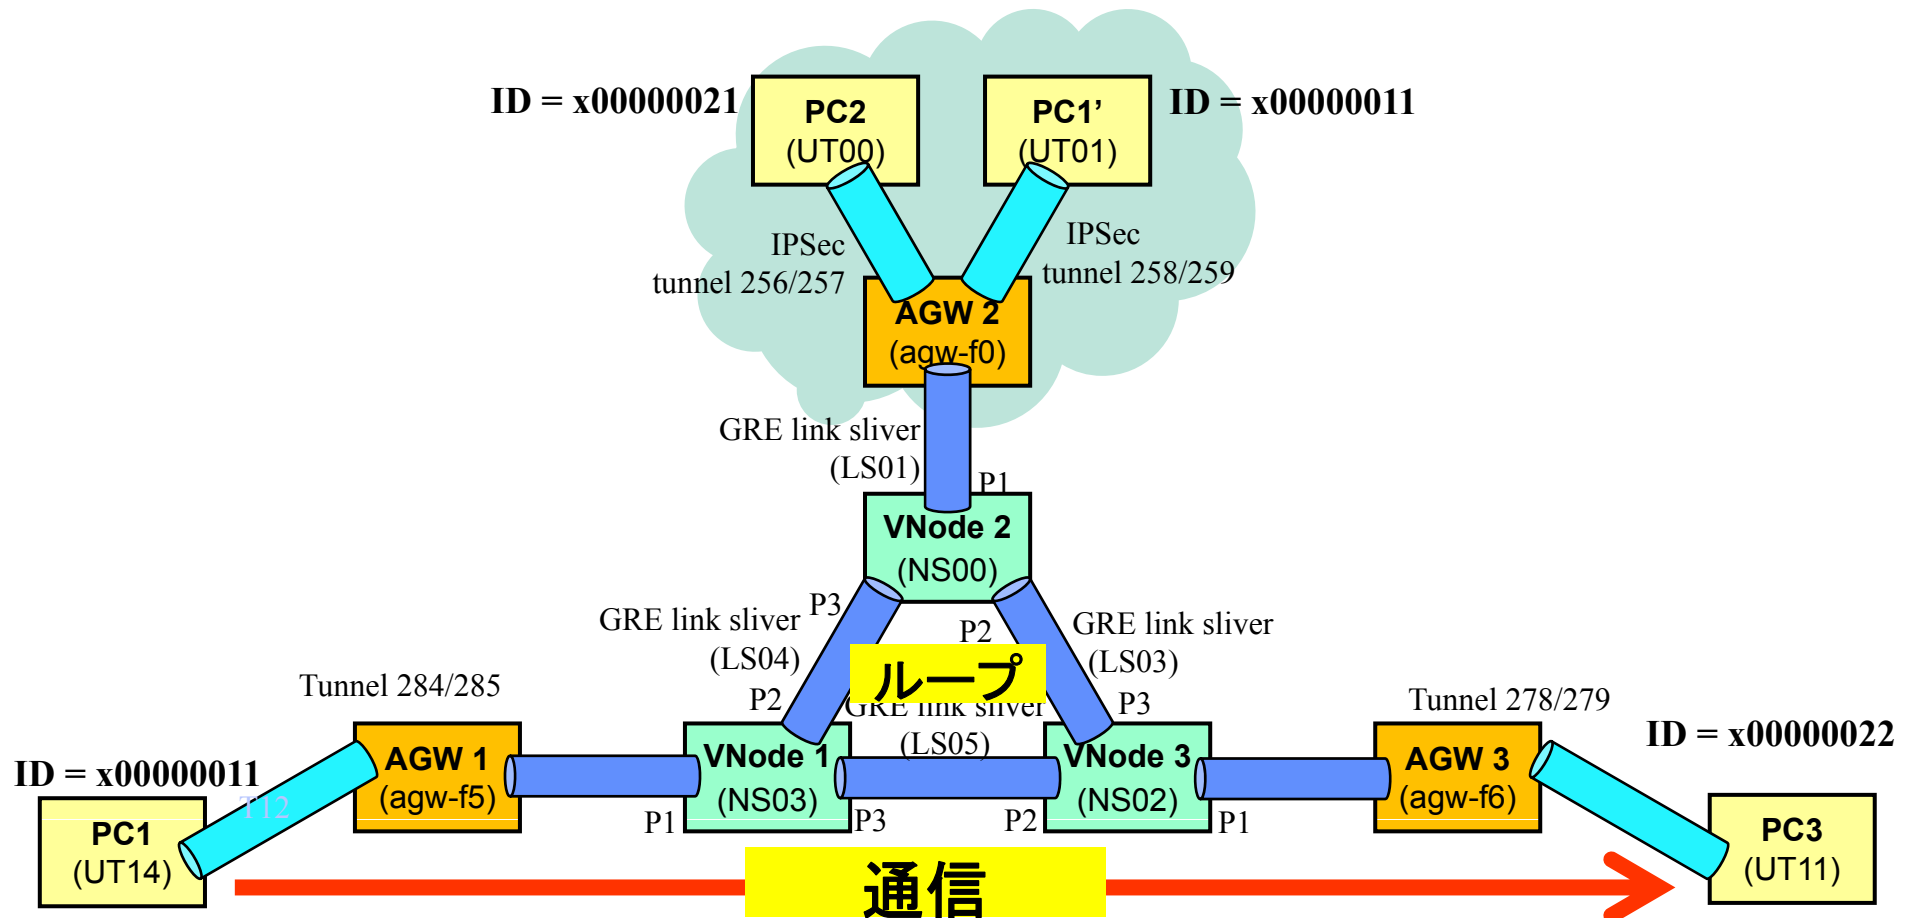 ID = x00000021
PC2
(UT00)
PC1’
(UT01)
ID = x00000011
IPSec
tunnel 256/257
IPSec
tunnel 258/259
AGW 2
(agw-f0)
GRE link sliver
(LS01)
P1
VNode 2
(NS00)
P3
P2
GRE link sliver
(LS04)
GRE link sliver
(LS03)
ループ
P2
P3
GRE link sliver
(LS05)
Tunnel 284/285
Tunnel 278/279
ID = x00000011
T12
PC1
(UT14)
AGW 1
(agw-f5)
P1
VNode 1
(NS03)
P3
P2
VNode 3
(NS02)
P1
AGW 3
(agw-f6)
ID = x00000022
PC3
(UT11)
通信